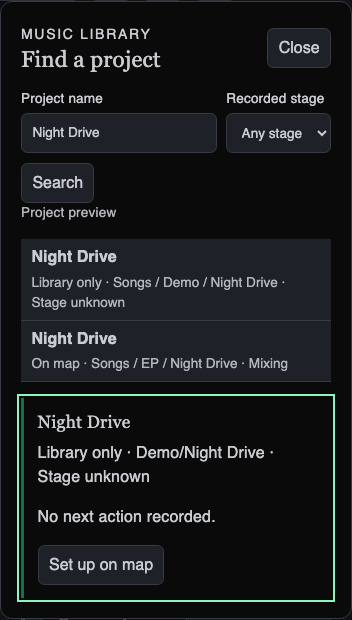 MUSIC LIBRARY
Find a project
Close
Project name
Recorded stage
Night Drive
Any stage
Search
Project preview
Night Drive
Library only · Songs / Demo / Night Drive ·
Stage unknown
Night Drive
On map · Songs / EP / Night Drive · Mixing
Night Drive
Library only · Demo/Night Drive ·
Stage unknown
No next action recorded.
Set up on map